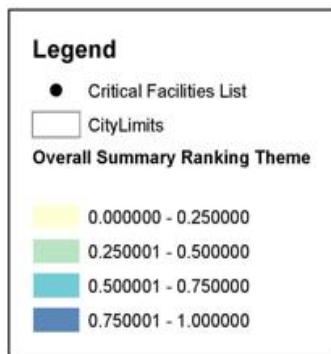 Legend
Critical Facilities List
CityLimits
Overall Summary Ranking Theme
0.000000 - 0.250000
0.250001 - 0.500000
0.500001 - 0.750000
0.750001 - 1.000000